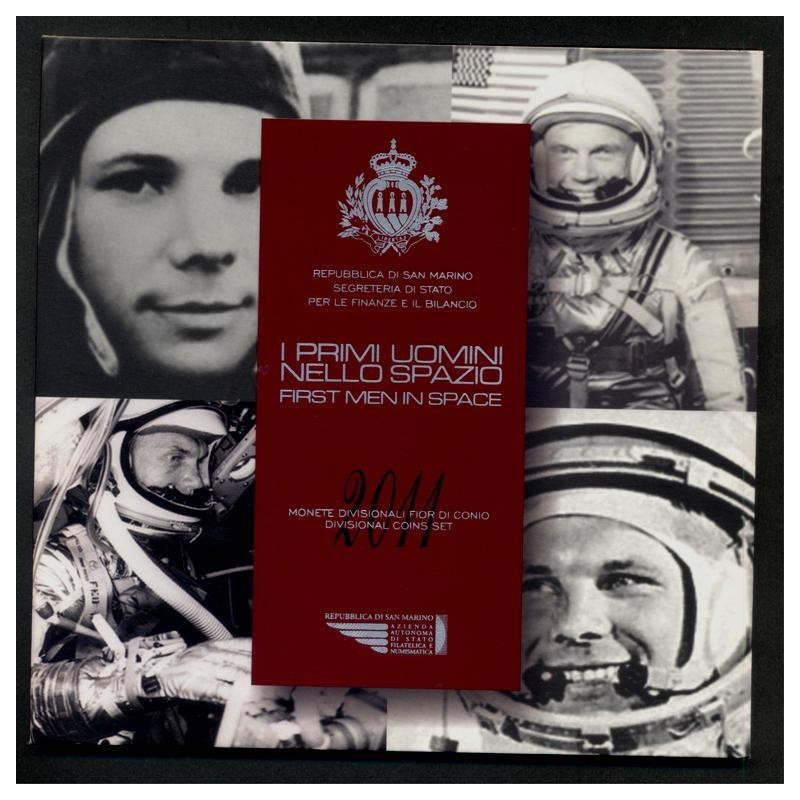 LIBERTAS
REPUBBLICA DI SAN MARINO
SEGRETERIA DI STATO
PER LE FINANZE E IL BILANCIO
I PRIMI UOMINI
NELLO SPAZIO
FIRST MEN IN SPACE
2011
MONETE DIVISIONALI FIOR DI CONIO
DIVISIONAL COINS SET
REPUBBLICA DI SAN MARINO
AZIENDA
AUTONOMA
DI STATO
FILATELICA E
NUMISMATICA